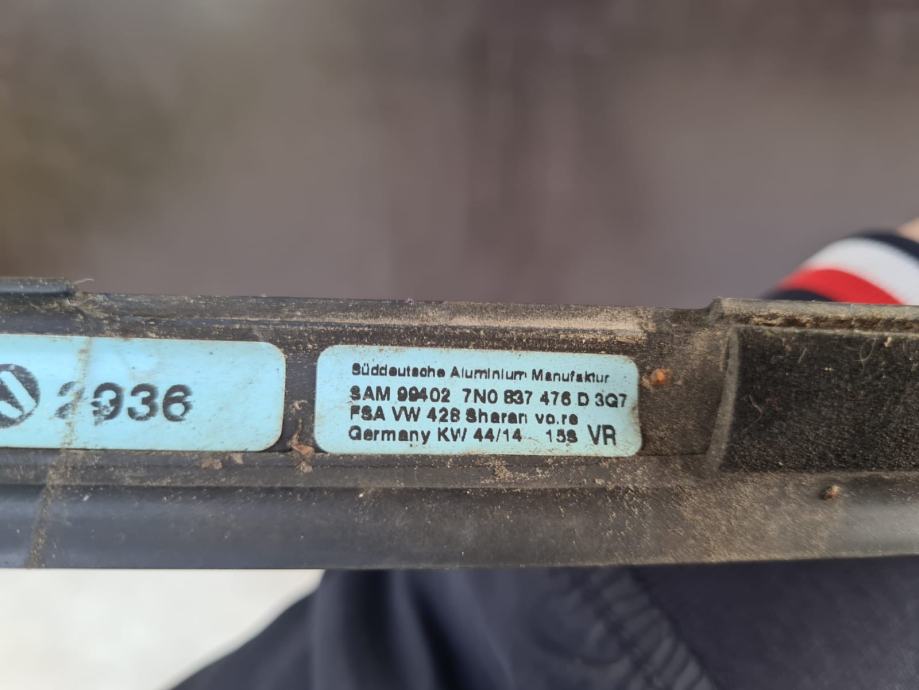 2936
Süddeutsche Aluminium Manufaktur
SAM 99402 7N0 837 476 D 3Q7
FSA VW 428 Sharan vo.re
Germany KW 44/14 15s VR